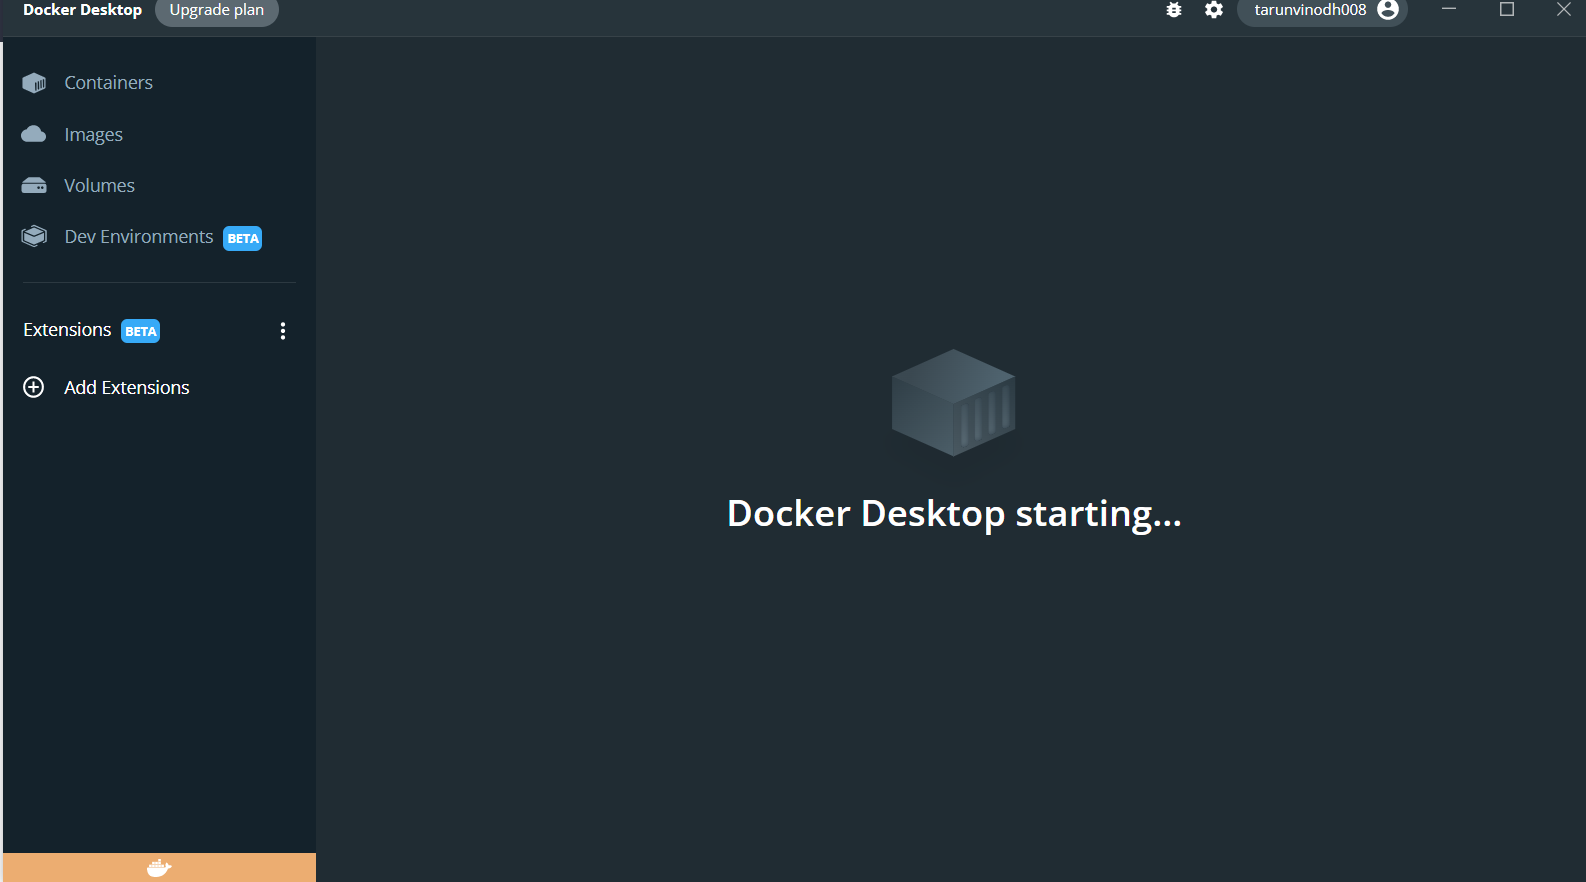 Docker Desktop Upgrade plan tarunvinodh008
Containers
Images
Volumes
Dev Environments BETA
Extensions BETA
Add Extensions
Docker Desktop starting...